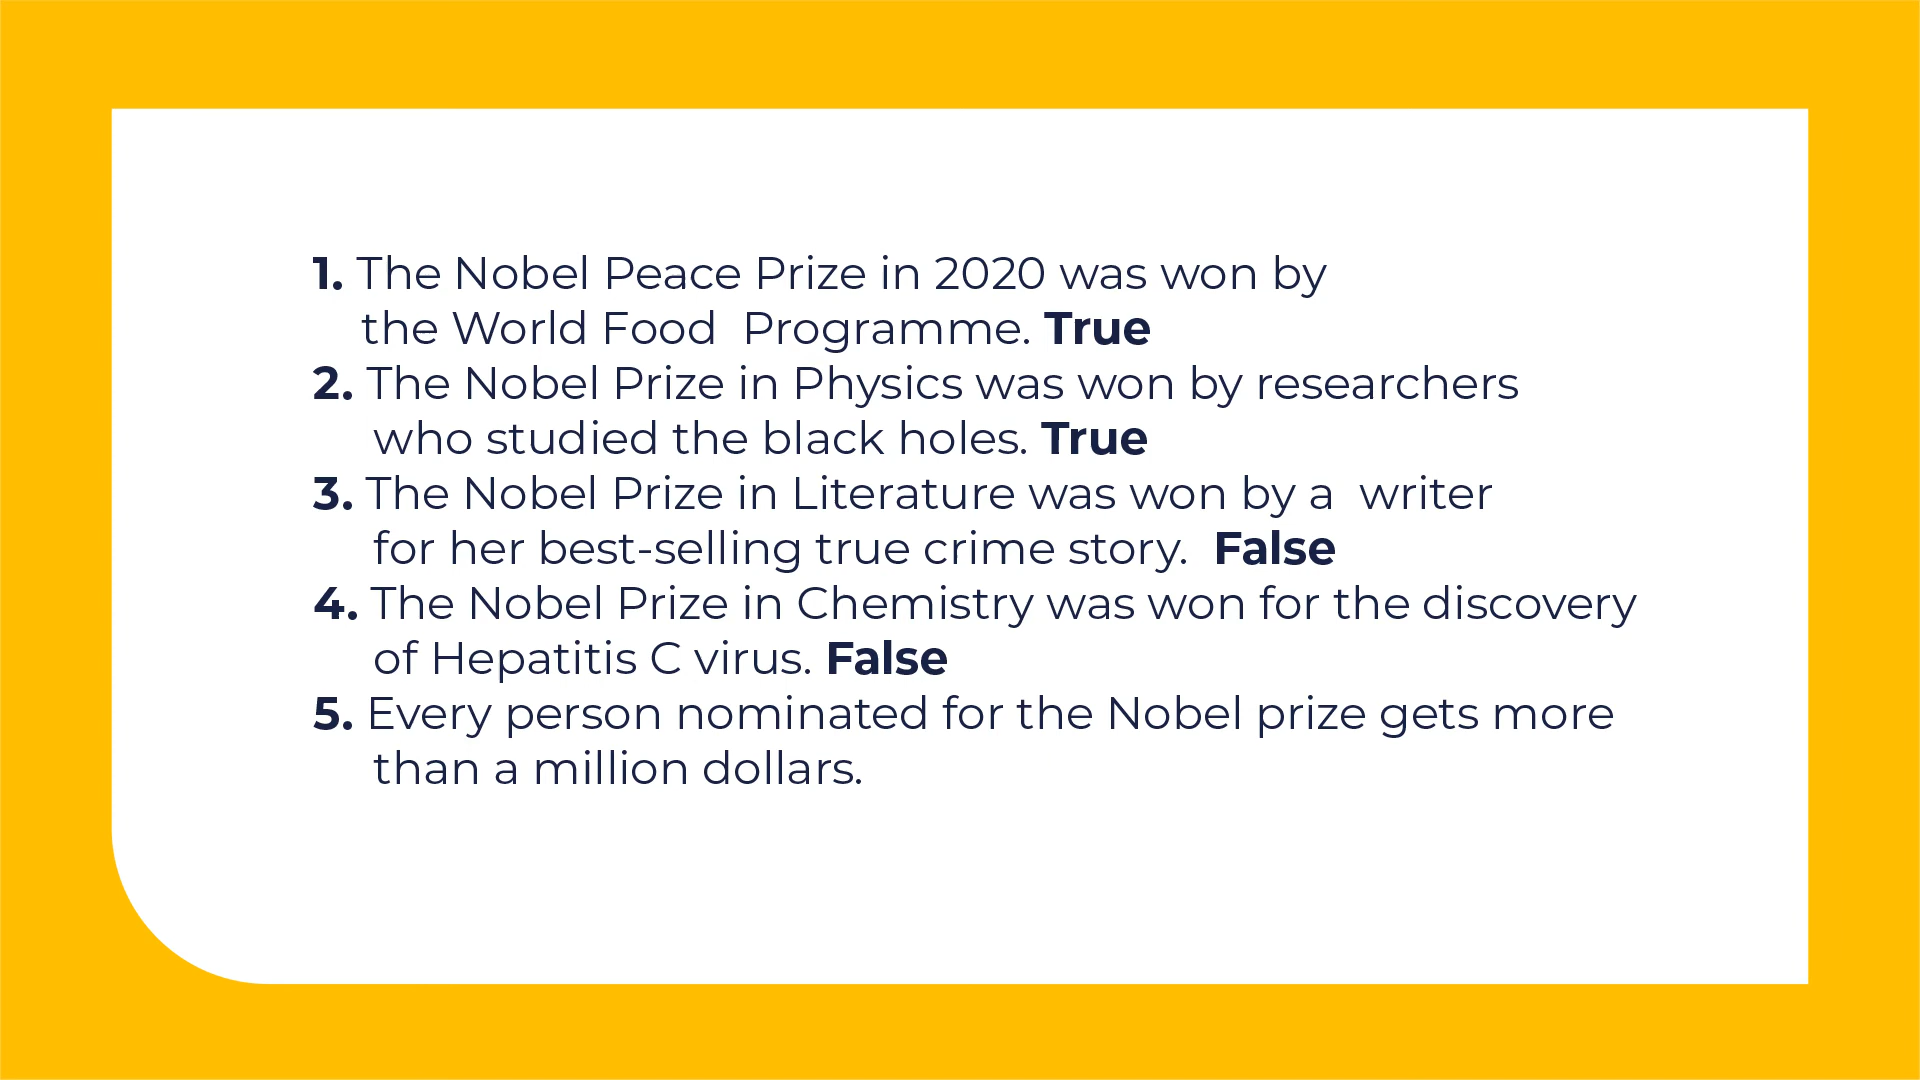 1. The Nobel Peace Prize in 2020 was won by
the World Food  Programme. True
2. The Nobel Prize in Physics was won by researchers
who studied the black holes. True
3. The Nobel Prize in Literature was won by a  writer
for her best-selling true crime story.  False
4. The Nobel Prize in Chemistry was won for the discovery
of Hepatitis C virus. False
5. Every person nominated for the Nobel prize gets more
than a million dollars.